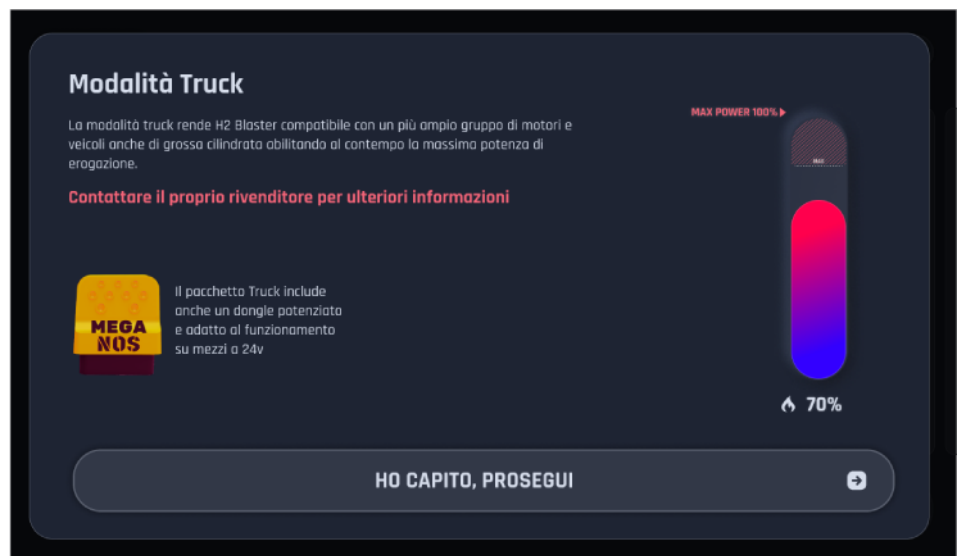 Modalità Truck
La modalità truck rende H2 Blaster compatibile con un più ampio gruppo di motori e
veicoli anche di grossa cilindrata abilitando al contempo la massima potenza di
erogazione.
Contattare il proprio rivenditore per ulteriori informazioni
MAX POWER 100%
MAX
MEGA
NOS
Il pacchetto Truck include
anche un dongle potenziato
e adatto al funzionamento
su mezzi a 24v
70%
HO CAPITO, PROSEGUI